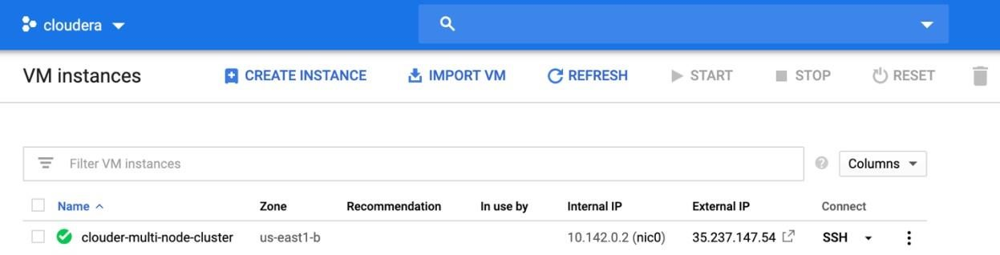 cloudera
VM instances CREATE INSTANCE IMPORT VM REFRESH START STOP RESET
Filter VM instances ? Columns
Name Zone Recommendation In use by Internal IP External IP Connect
clouder-multi-node-cluster us-east1-b 10.142.0.2 (nic0) 35.237.147.54 SSH